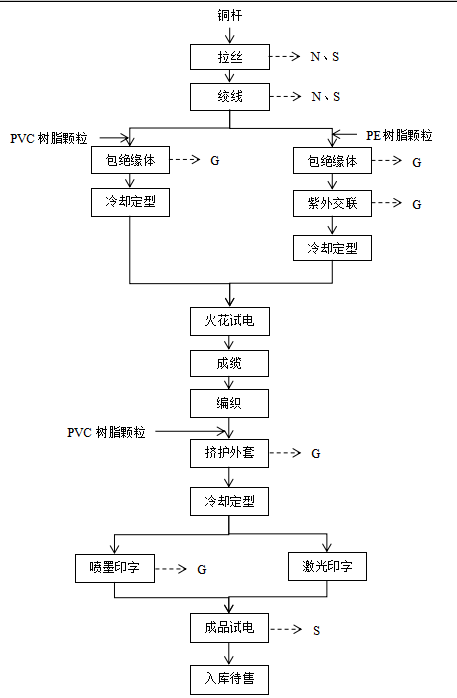 铜杆
拉丝
N、S
绞线
N、S
PVC 树脂颗粒
PE树脂颗粒
包绝缘体
G
包绝缘体
G
冷却定型
紫外交联
G
冷却定型
火花试电
成缆
编织
PVC 树脂颗粒
挤护外套
G
冷却定型
喷墨印字
G
激光印字
成品试电
S
入库待售